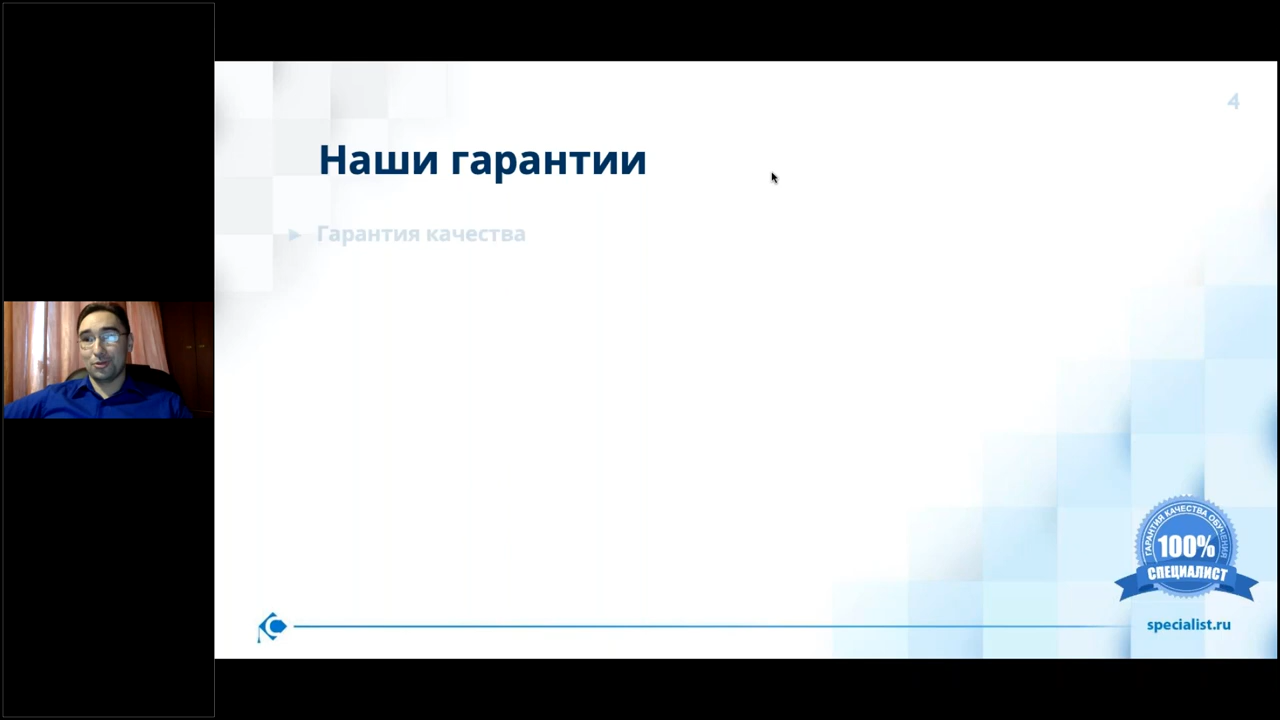 4
Наши гарантии
► Гарантия качества
ГАРАНТИЯ КАЧЕСТВА ОБУЧЕНИЯ
100%
СПЕЦИАЛИСТ
specialist.ru